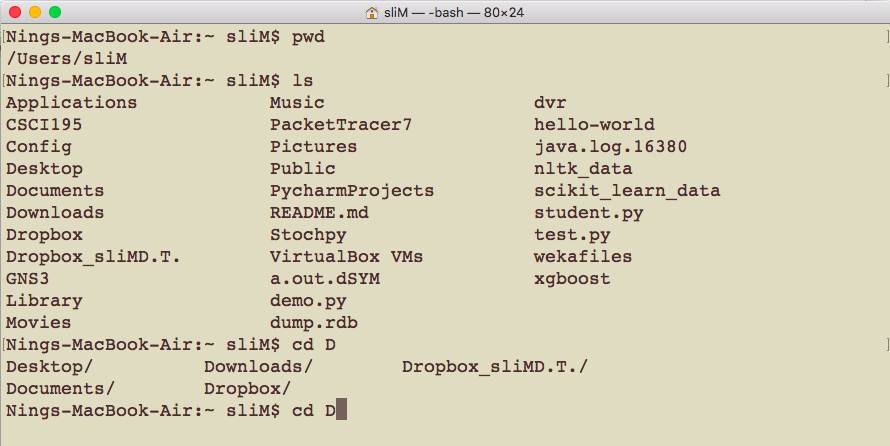 sliM — -bash — 80×24
[Nings-MacBook-Air:~ sliM$ pwd ]
/Users/sliM
[Nings-MacBook-Air:~ sliM$ ls ]
Applications Music dvr
CSCI195 PacketTracer7 hello-world
Config Pictures java.log.16380
Desktop Public nltk_data
Documents PycharmProjects scikit_learn_data
Downloads README.md student.py
Dropbox Stochpy test.py
Dropbox_sliMD.T. VirtualBox VMs wekafiles
GNS3 a.out.dSYM xgboost
Library demo.py
Movies dump.rdb
[Nings-MacBook-Air:~ sliM$ cd D ]
Desktop/ Downloads/ Dropbox_sliMD.T./
Documents/ Dropbox/
Nings-MacBook-Air:~ sliM$ cd D